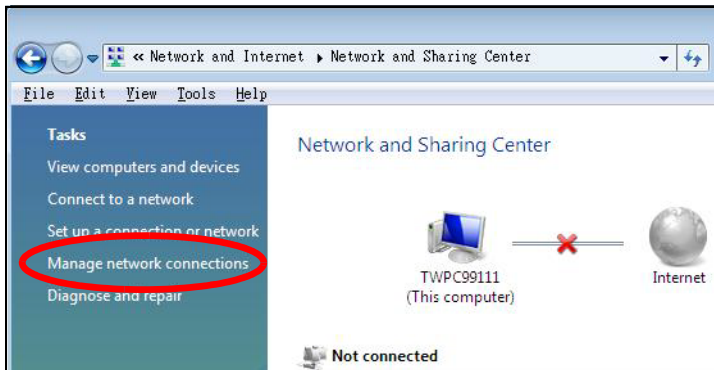 « Network and Internet ▸ Network and Sharing Center
File Edit View Tools Help
Tasks
View computers and devices
Connect to a network
Set up a connection or network
Manage network connections
Diagnose and repair
Network and Sharing Center
TWPC99111
(This computer)
Internet
Not connected